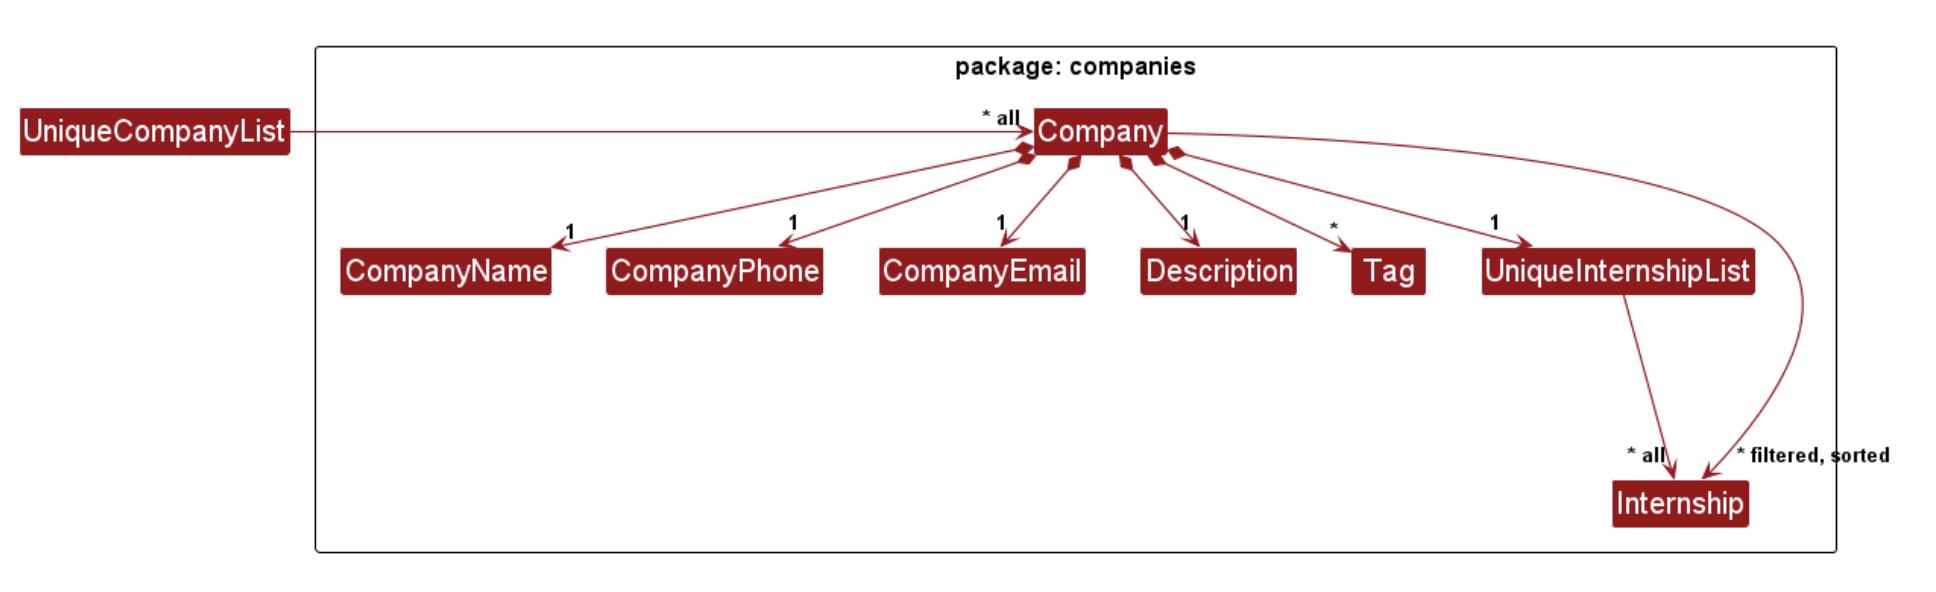 package: companies
UniqueCompanyList
* all
Company
1
1
1
1
*
1
CompanyName
CompanyPhone
CompanyEmail
Description
Tag
UniqueInternshipList
* all
* filtered, sorted
Internship